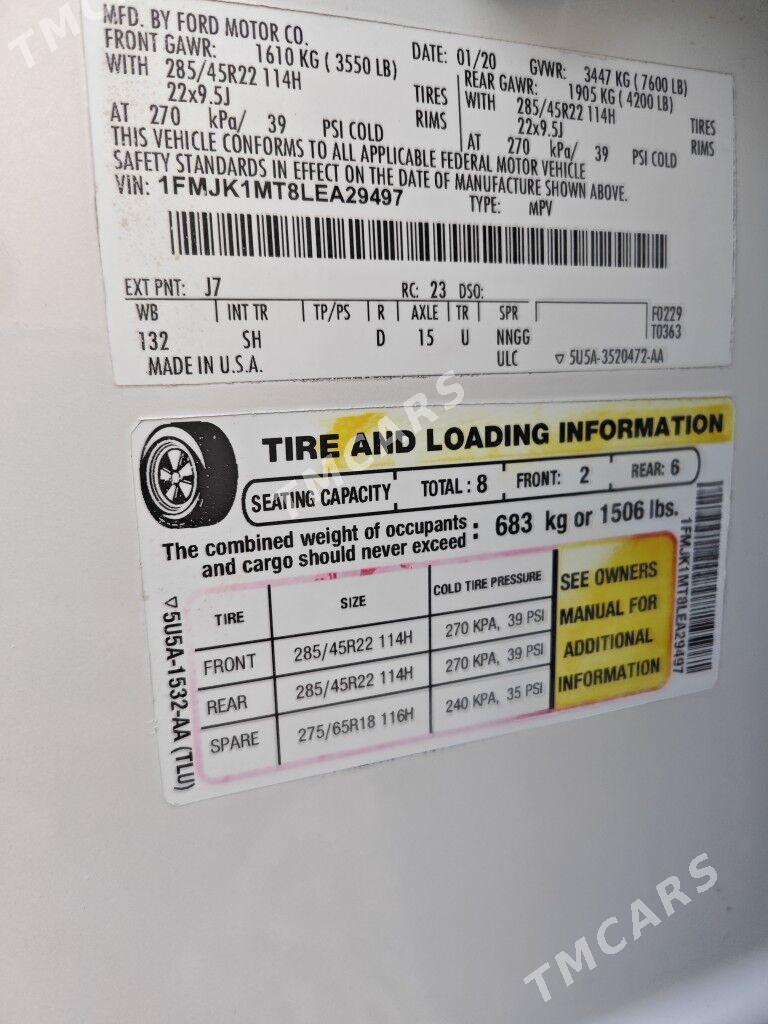 MFD. BY FORD MOTOR CO.
DATE: 01/20 GVWR: 3447 KG (7600 LB)
FRONT GAWR: 1610 KG (3550 LB)
REAR GAWR: 1905 KG (4200 LB)
WITH 285/45R22 114H TIRES
WITH 285/45R22 114H TIRES
22x9.5J RIMS
22x9.5J RIMS
AT 270 kPa/ 39 PSI COLD
AT 270 kPa/ 39 PSI COLD
THIS VEHICLE CONFORMS TO ALL APPLICABLE FEDERAL MOTOR VEHICLE
SAFETY STANDARDS IN EFFECT ON THE DATE OF MANUFACTURE SHOWN ABOVE.
VIN: 1FMJK1MT8LEA29497
TYPE: MPV
EXT PNT: J7 RC: 23 DSO:
WB INT TR TP/PS R AXLE TR SPR F0229
132 SH D 15 U NNGG T0363
MADE IN U.S.A. ULC ▽ 5U5A-3520472-AA
TIRE AND LOADING INFORMATION
SEATING CAPACITY TOTAL : 8 FRONT: 2 REAR: 6
The combined weight of occupants
and cargo should never exceed : 683 kg or 1506 lbs.
TIRE SIZE COLD TIRE PRESSURE
FRONT 285/45R22 114H 270 KPA, 39 PSI
REAR 285/45R22 114H 270 KPA, 39 PSI
SPARE 275/65R18 116H 240 KPA, 35 PSI
SEE OWNERS
MANUAL FOR
ADDITIONAL
INFORMATION
▽5U5A-1532-AA (TLU)
1FMJK1MT8LEA29497
TMCARS
TMCARS
TMCARS
TMCARS